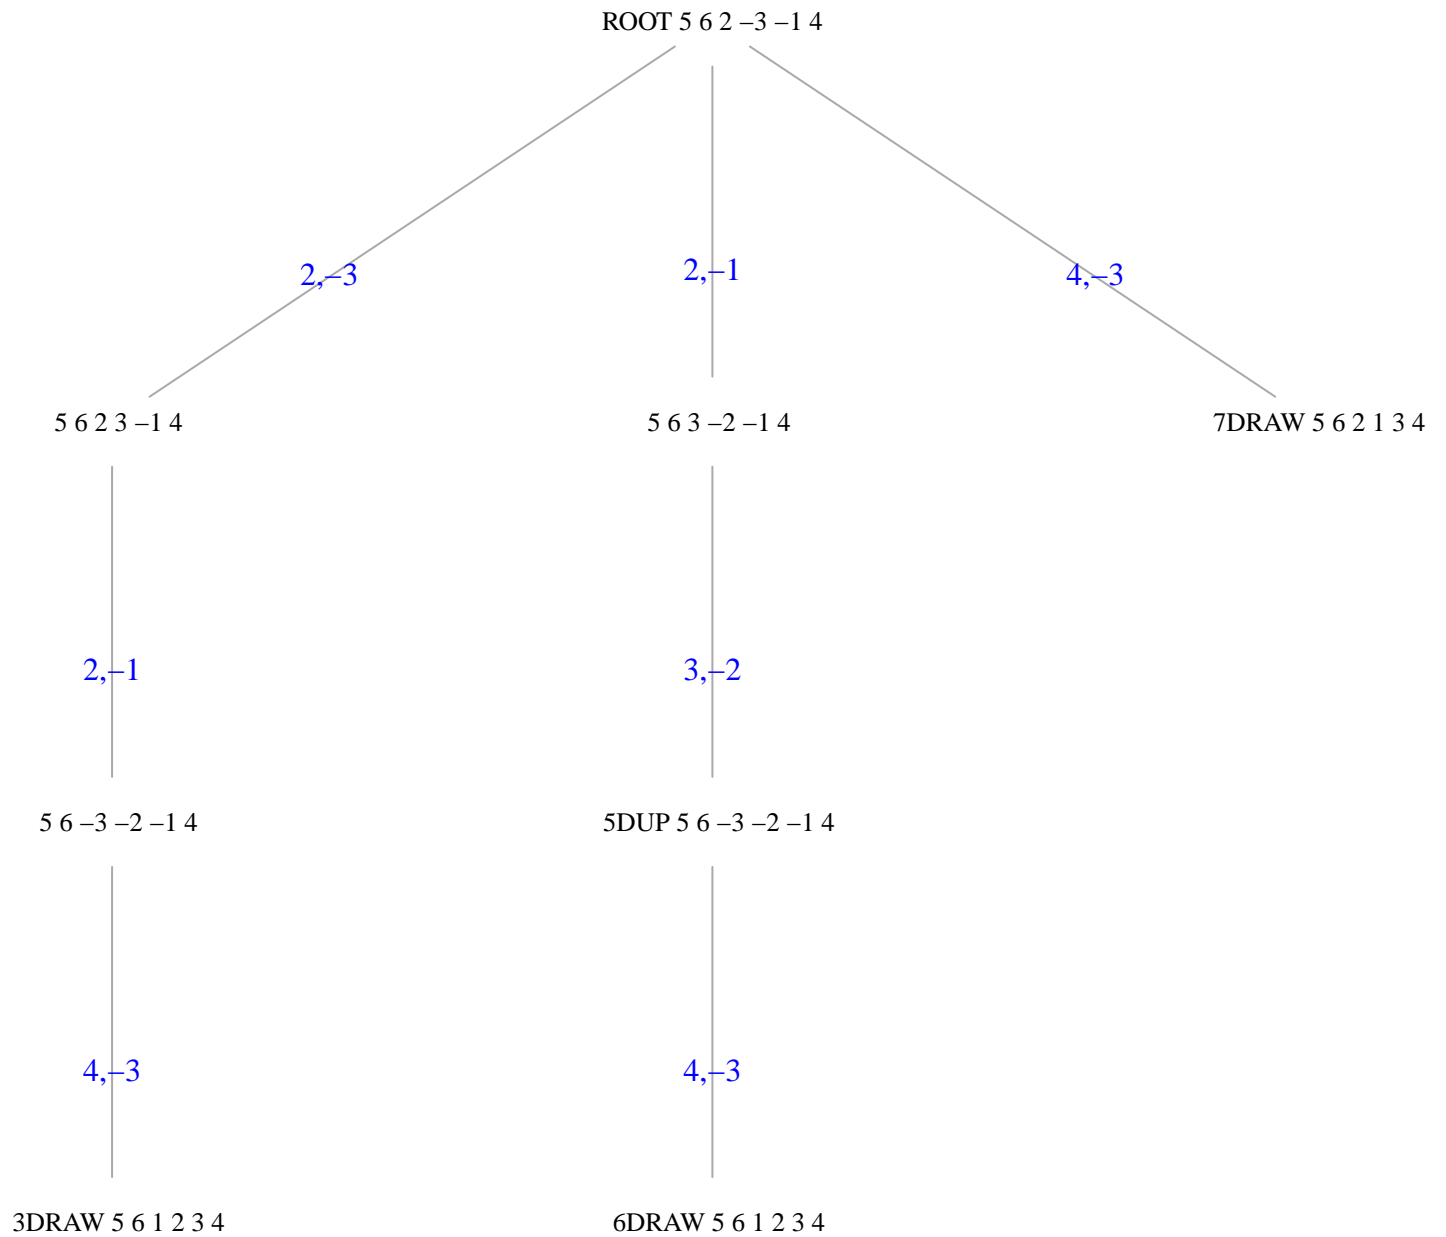 ROOT 5 6 2 –3 –1 4
2,–3
2,–1
4,–3
5 6 2 3 –1 4
5 6 3 –2 –1 4
7DRAW 5 6 2 1 3 4
2,–1
3,–2
5 6 –3 –2 –1 4
5DUP 5 6 –3 –2 –1 4
4,–3
4,–3
3DRAW 5 6 1 2 3 4
6DRAW 5 6 1 2 3 4